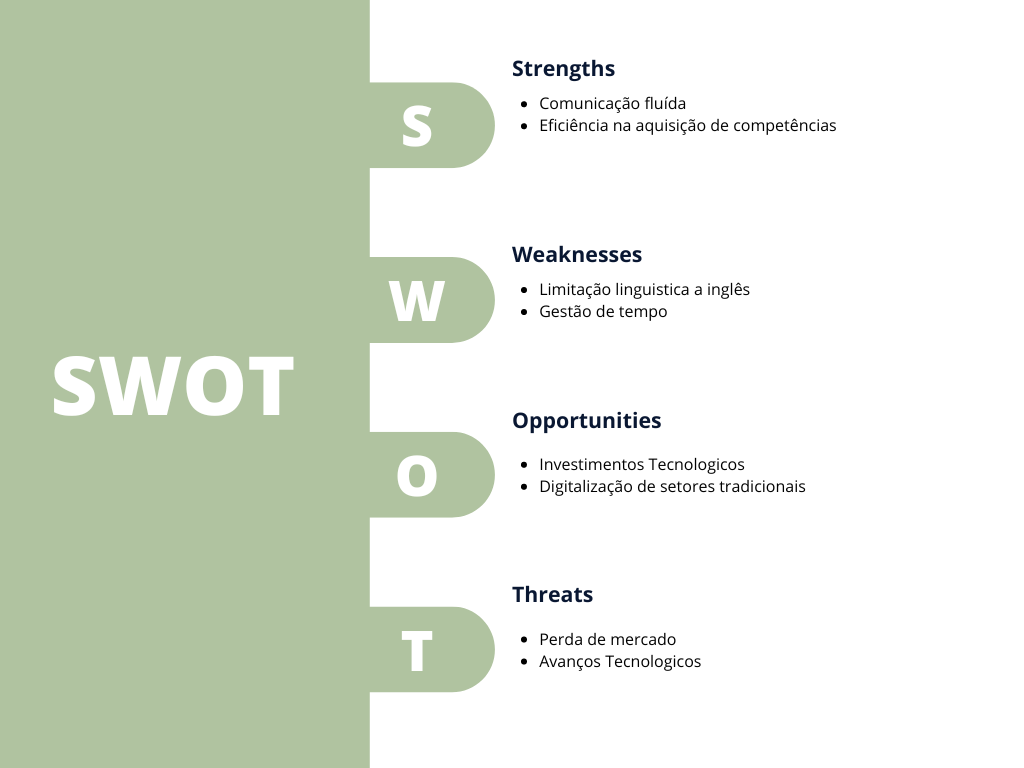 SWOT
S
Strengths
• Comunicação fluída
• Eficiência na aquisição de competências
W
Weaknesses
• Limitação linguistica a inglês
• Gestão de tempo
O
Opportunities
• Investimentos Tecnologicos
• Digitalização de setores tradicionais
T
Threats
• Perda de mercado
• Avanços Tecnologicos